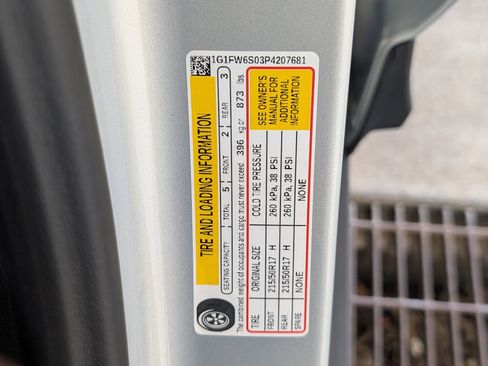 1G1FW6S03P4207681
TIRE AND LOADING INFORMATION
SEATING CAPACITY TOTAL 5 FRONT 2 REAR 3
The combined weight of occupants and cargo must never exceed 396 kg or 873 lbs
TIRE ORIGINAL SIZE COLD TIRE PRESSURE
FRONT 215/50R17 H 260 kPa, 38 PSI
REAR 215/50R17 H 260 kPa, 38 PSI
SPARE NONE NONE
SEE OWNER'S
MANUAL FOR
ADDITIONAL
INFORMATION